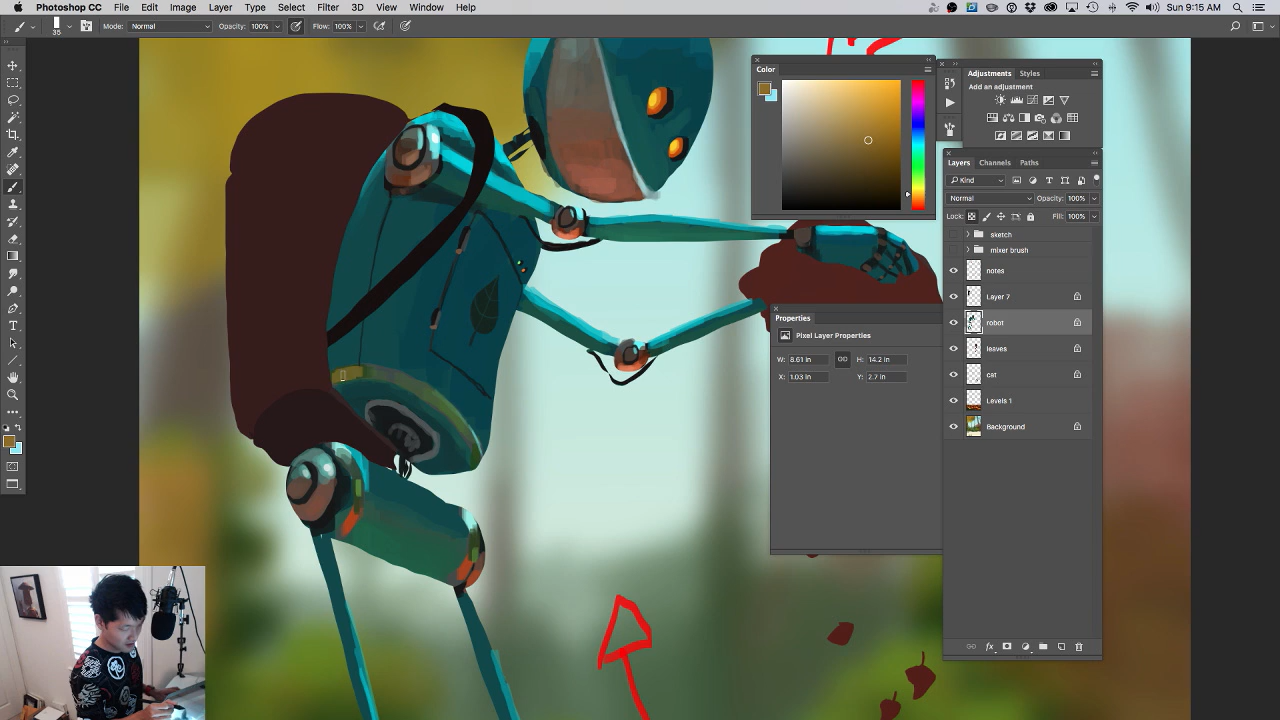 Photoshop CC File Edit Image Layer Type Select Filter 3D View Window Help Sun 9:15 AM
35 Mode: Normal Opacity: 100% Flow: 100%
Color
Adjustments Styles
Add an adjustment
Layers Channels Paths
Kind
Normal Opacity: 100%
Lock: Fill: 100%
sketch
mixer brush
notes
Layer 7
robot
leaves
cat
Levels 1
Background
Properties
Pixel Layer Properties
W: 8.61 in H: 14.2 in
X: 1.03 in Y: 2.7 in
fx